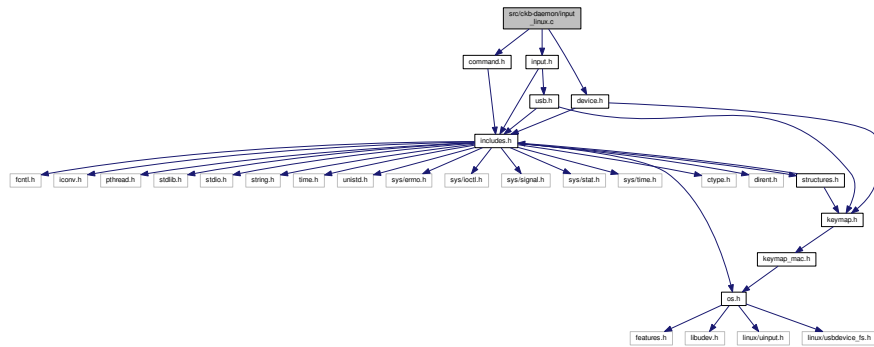 src/ckb-daemon/input
_linux.c
command.h
input.h
usb.h
device.h
includes.h
fcntl.h
iconv.h
pthread.h
stdlib.h
stdio.h
string.h
time.h
unistd.h
sys/errno.h
sys/ioctl.h
sys/signal.h
sys/stat.h
sys/time.h
ctype.h
dirent.h
structures.h
keymap.h
keymap_mac.h
os.h
features.h
libudev.h
linux/uinput.h
linux/usbdevice_fs.h